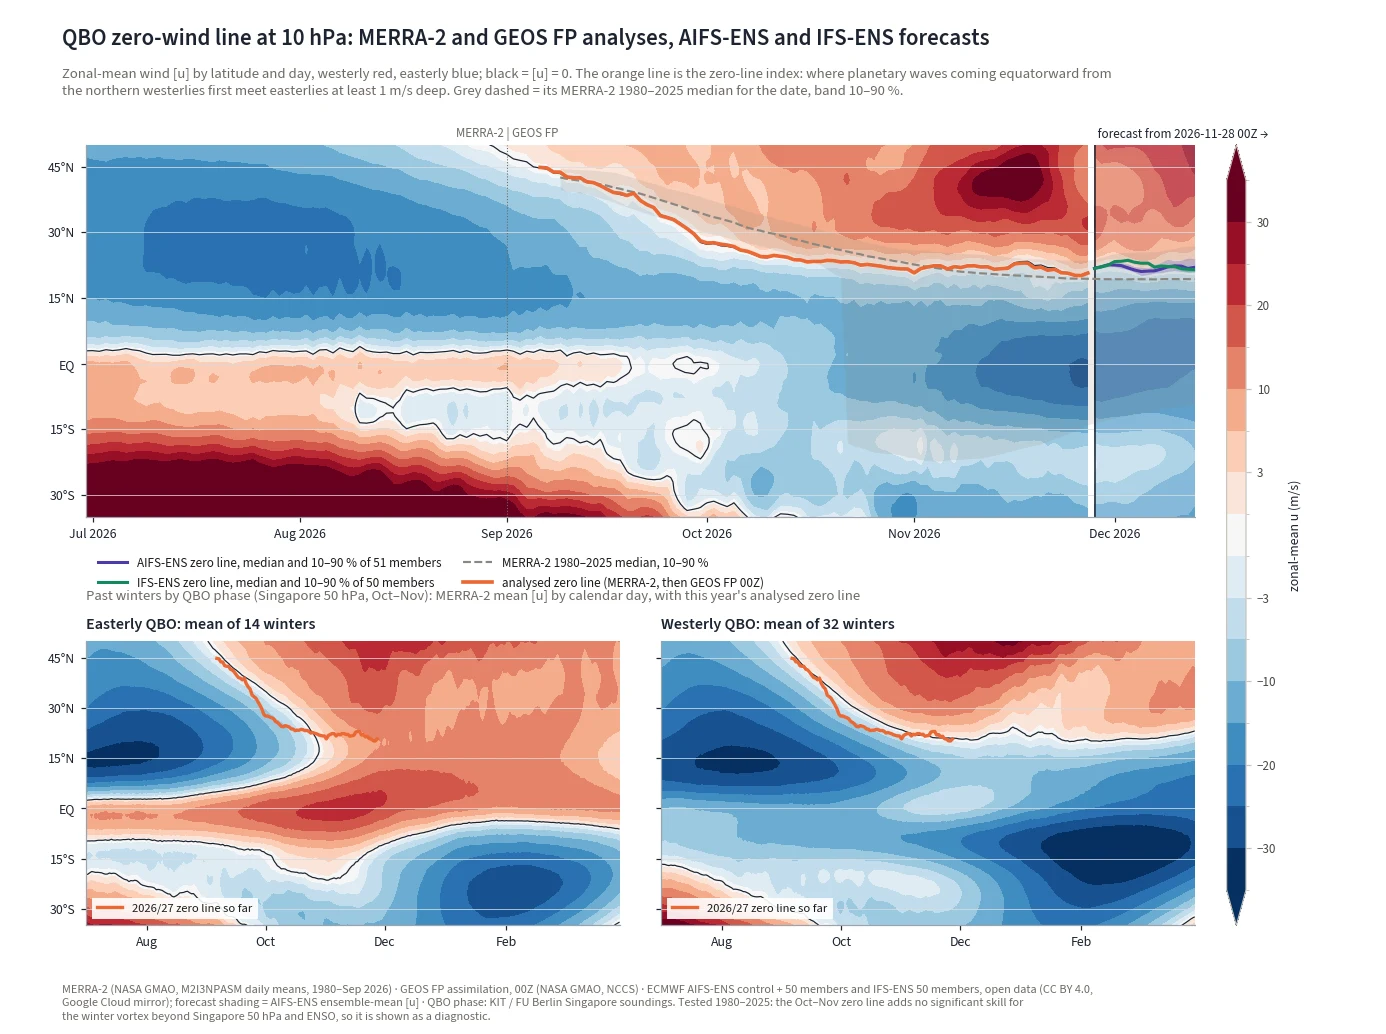 QBO zero-wind line at 10 hPa: MERRA-2 and GEOS FP analyses, AIFS-ENS and IFS-ENS forecasts
Zonal-mean wind [u] by latitude and day, westerly red, easterly blue; black = [u] = 0. The orange line is the zero-line index: where planetary waves coming equatorward from
the northern westerlies first meet easterlies at least 1 m/s deep. Grey dashed = its MERRA-2 1980–2025 median for the date, band 10–90 %.
MERRA-2 | GEOS FP
forecast from 2026-11-28 00Z →
45°N
30°N
15°N
EQ
15°S
30°S
Jul 2026
Aug 2026
Sep 2026
Oct 2026
Nov 2026
Dec 2026
30
20
10
3
−3
−10
−20
−30
zonal-mean u (m/s)
AIFS-ENS zero line, median and 10–90 % of 51 members
MERRA-2 1980–2025 median, 10–90 %
IFS-ENS zero line, median and 10–90 % of 50 members
analysed zero line (MERRA-2, then GEOS FP 00Z)
Past winters by QBO phase (Singapore 50 hPa, Oct–Nov): MERRA-2 mean [u] by calendar day, with this year's analysed zero line
Easterly QBO: mean of 14 winters
45°N
30°N
15°N
EQ
15°S
30°S
2026/27 zero line so far
Aug
Oct
Dec
Feb
Westerly QBO: mean of 32 winters
2026/27 zero line so far
Aug
Oct
Dec
Feb
MERRA-2 (NASA GMAO, M2I3NPASM daily means, 1980–Sep 2026) · GEOS FP assimilation, 00Z (NASA GMAO, NCCS) · ECMWF AIFS-ENS control + 50 members and IFS-ENS 50 members, open data (CC BY 4.0,
Google Cloud mirror); forecast shading = AIFS-ENS ensemble-mean [u] · QBO phase: KIT / FU Berlin Singapore soundings. Tested 1980–2025: the Oct–Nov zero line adds no significant skill for
the winter vortex beyond Singapore 50 hPa and ENSO, so it is shown as a diagnostic.